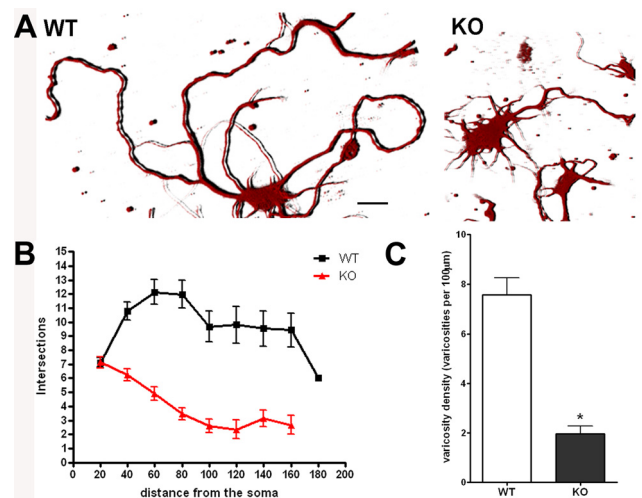 A WT
KO
B
WT
KO
15
14
13
12
11
10
9
8
7
6
5
4
3
2
1
0
Intersections
0 20 40 60 80 100 120 140 160 180 200
distance from the soma
C
10
8
6
4
2
0
varicosity density (varicosities per 100μm)
*
WT KO